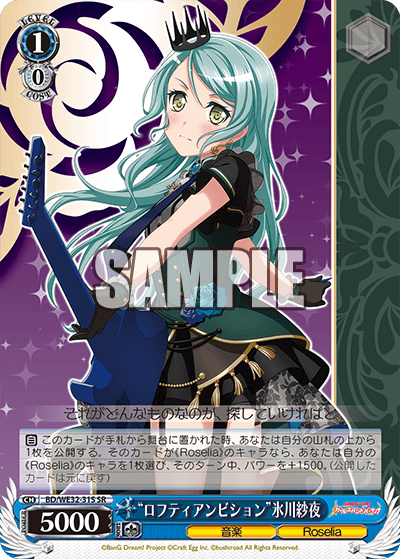 LEVEL
1
0
COST
SAMPLE
それがどんなものなのか、探していければと
自 このカードが手札から舞台に置かれた時、あなたは自分の山札の上から
1枚を公開する。そのカードが《Roselia》のキャラなら、あなたは自分の
《Roselia》のキャラを1枚選び、そのターン中、パワーを+1500。(公開した
カードは元に戻す)
CH BD/WE32-31S SR
5000
"ロフティアンビション"氷川紗夜
音楽
Roselia
©BanG Dream! Project ©Craft Egg Inc. ©bushiroad All Rights Reserved.